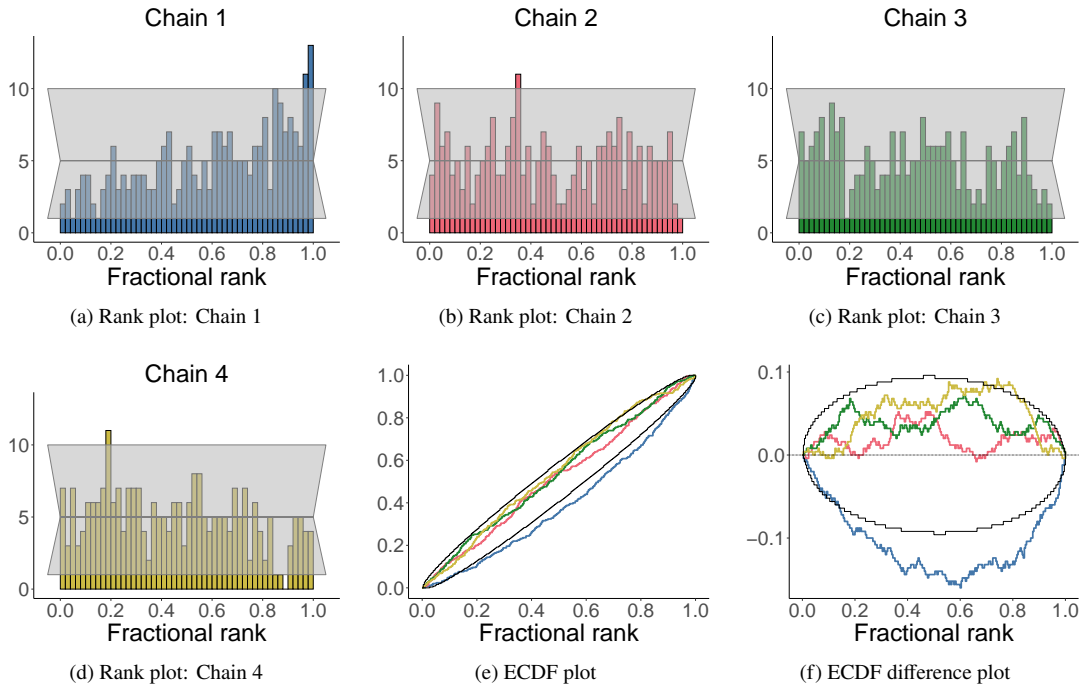 Chain 1
Chain 2
Chain 3
10
5
0
0.0 0.2 0.4 0.6 0.8 1.0
Fractional rank
10
5
0
0.0 0.2 0.4 0.6 0.8 1.0
Fractional rank
10
5
0
0.0 0.2 0.4 0.6 0.8 1.0
Fractional rank
(a) Rank plot: Chain 1
(b) Rank plot: Chain 2
(c) Rank plot: Chain 3
Chain 4
10
5
0
0.0 0.2 0.4 0.6 0.8 1.0
Fractional rank
1.0
0.8
0.6
0.4
0.2
0.0
0.0 0.2 0.4 0.6 0.8 1.0
Fractional rank
0.1
0.0
−0.1
0.0 0.2 0.4 0.6 0.8 1.0
Fractional rank
(d) Rank plot: Chain 4
(e) ECDF plot
(f) ECDF difference plot